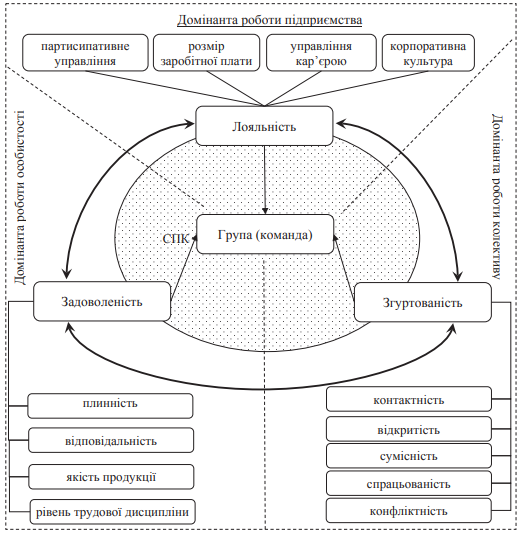 Домінанта роботи підприємства
партисипативне
управління
розмір
заробітної плати
управління
кар’єрою
корпоративна
культура
Лояльність
Домінанта роботи особистості
Домінанта роботи колективу
СПК
Група (команда)
Задоволеність
Згуртованість
плинність
відповідальність
якість продукції
рівень трудової дисципліни
контактність
відкритість
сумісність
спрацьованість
конфліктність